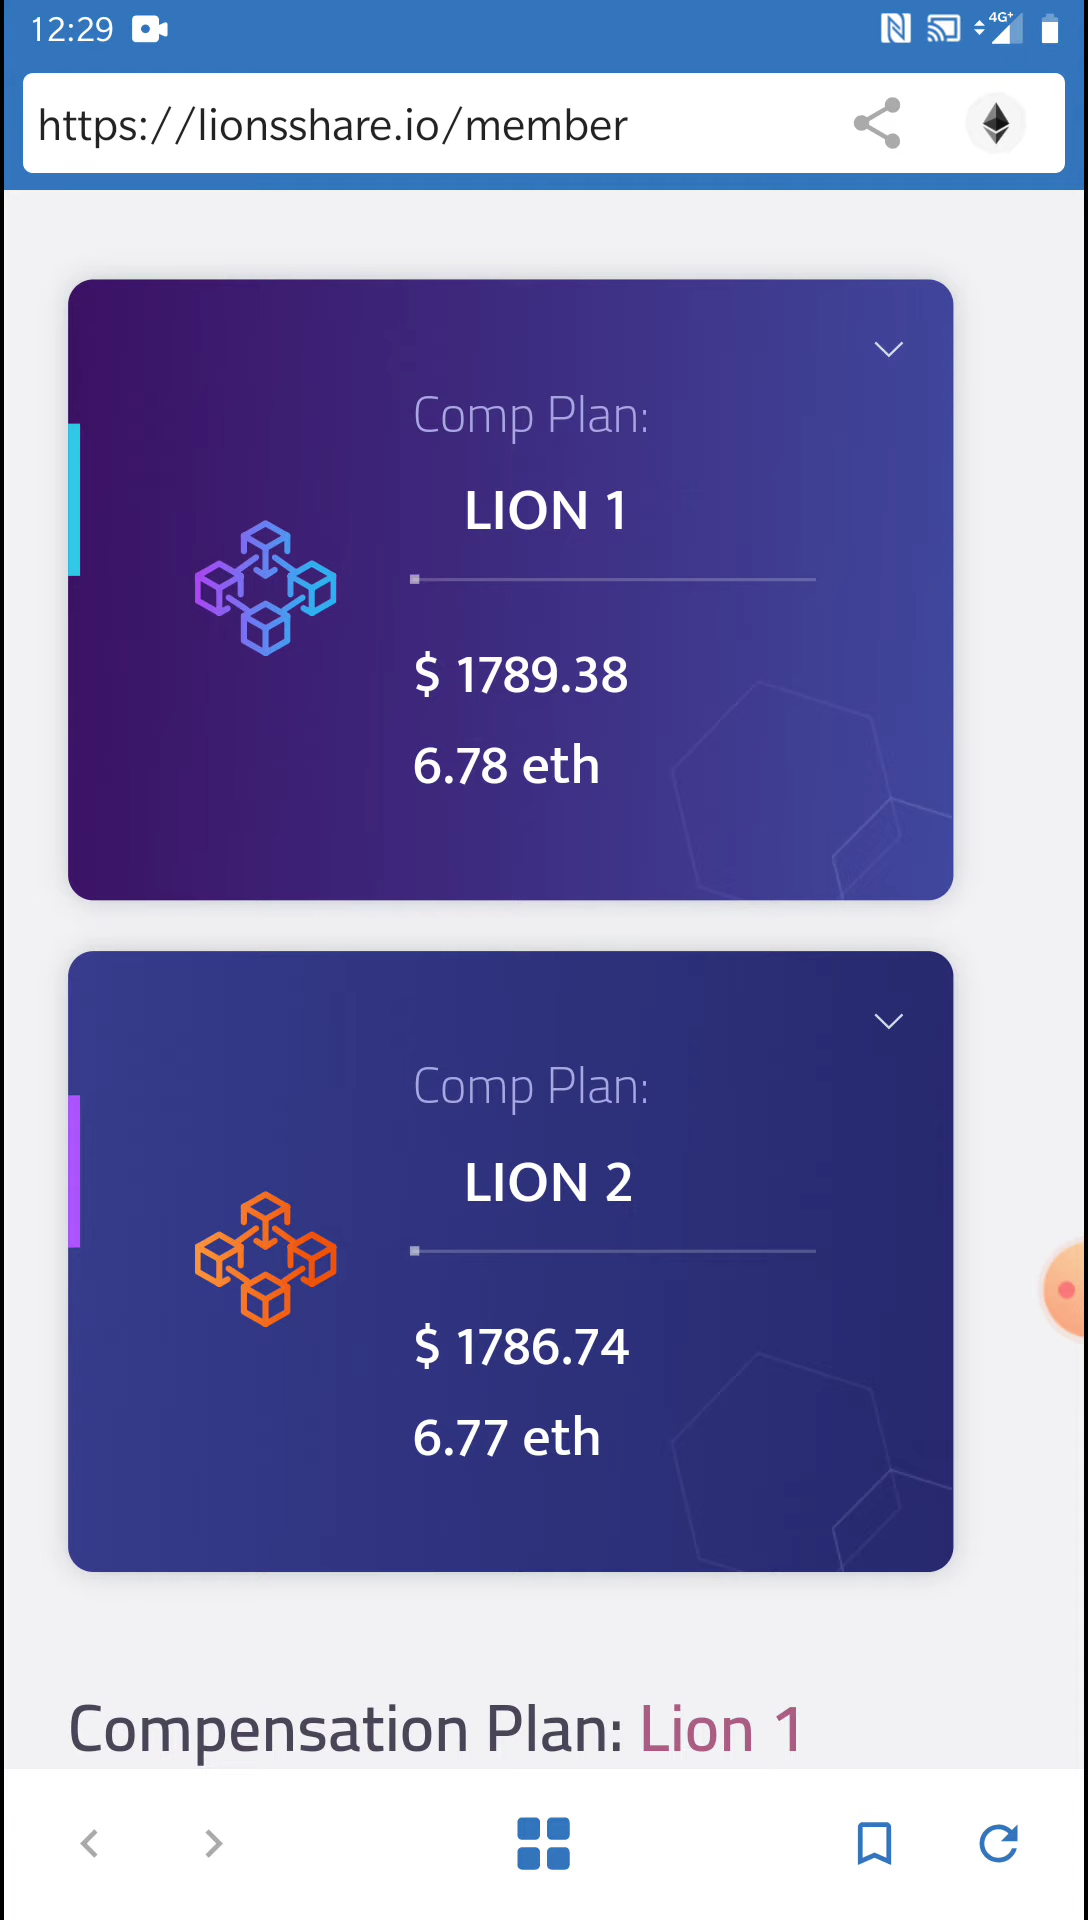 12:29
4G+
https://lionsshare.io/member
Comp Plan:
LION 1
$ 1789.38
6.78 eth
Comp Plan:
LION 2
$ 1786.74
6.77 eth
Compensation Plan: Lion 1